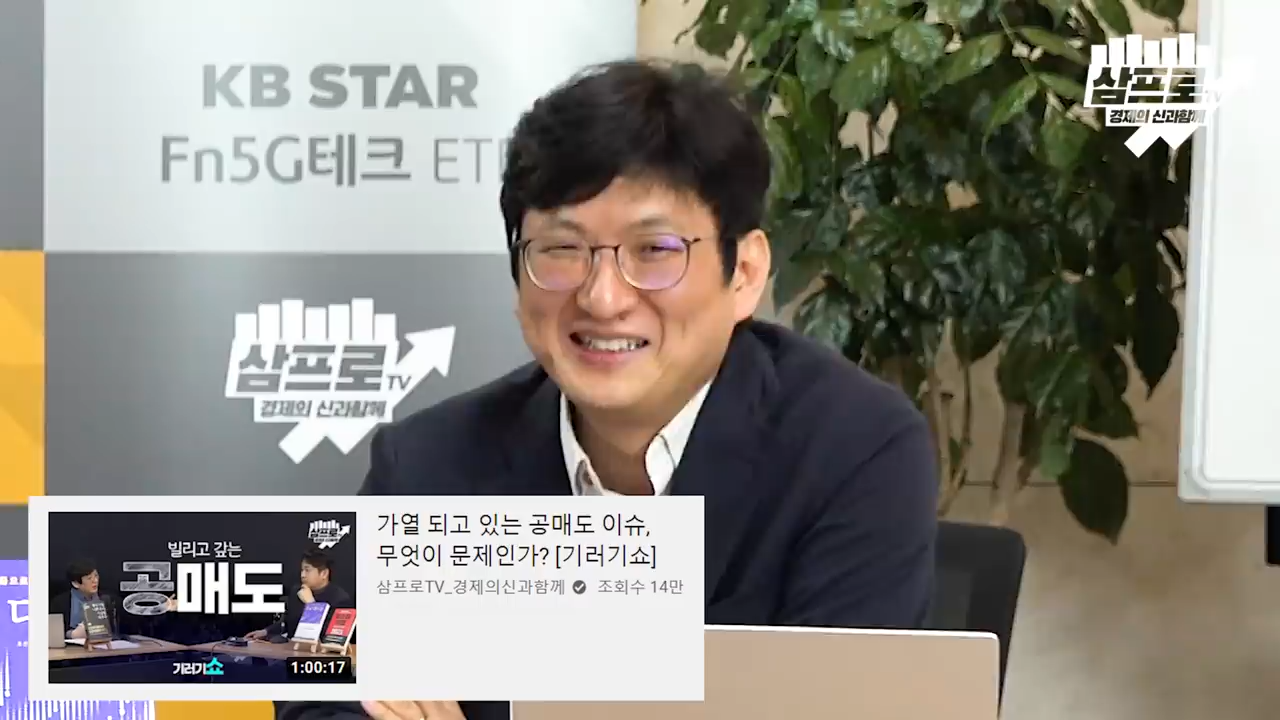 KB STAR
Fn5G테크 ET
삼프로
경제의 신과함께
삼프로TV
경제의 신과함께
가열 되고 있는 공매도 이슈,
무엇이 문제인가? [기러기쇼]
삼프로TV_경제의신과함께 조회수 14만
삼프로
빌리고 갚는
공매도
기러기쇼
1:00:17